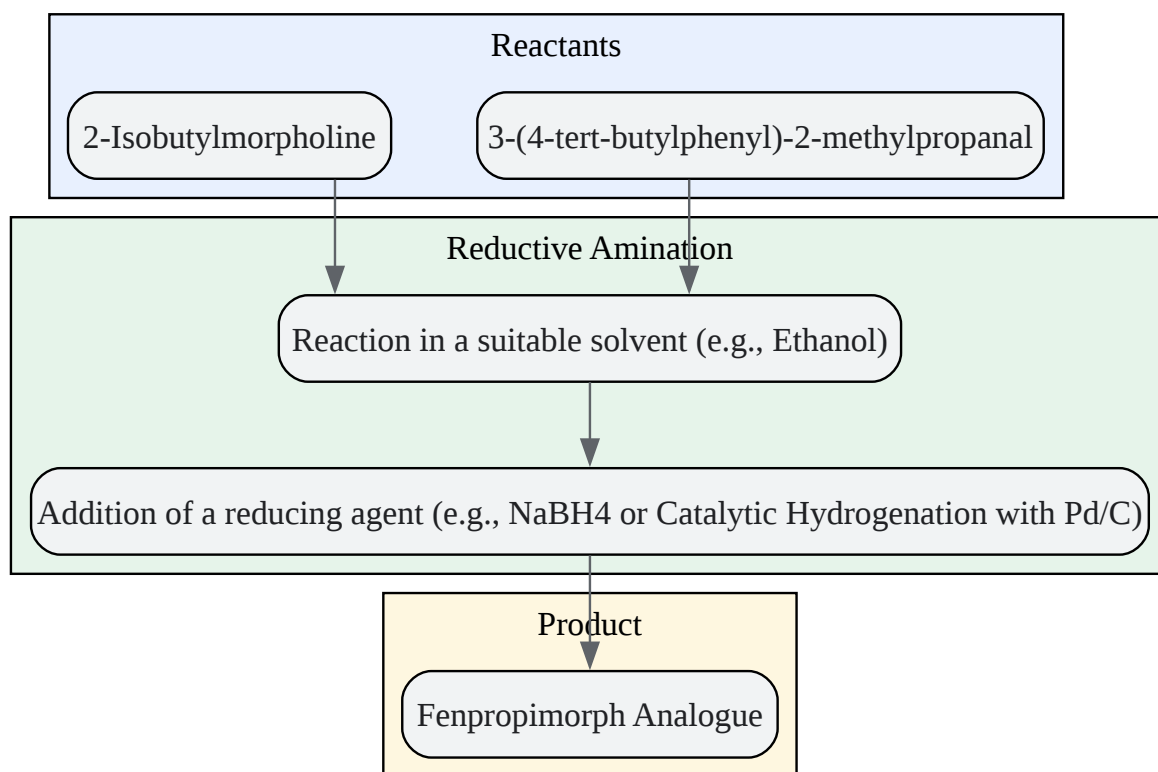 Reactants
2-Isobutylmorpholine
3-(4-tert-butylphenyl)-2-methylpropanal
Reductive Amination
Reaction in a suitable solvent (e.g., Ethanol)
Addition of a reducing agent (e.g., NaBH4 or Catalytic Hydrogenation with Pd/C)
Product
Fenpropimorph Analogue